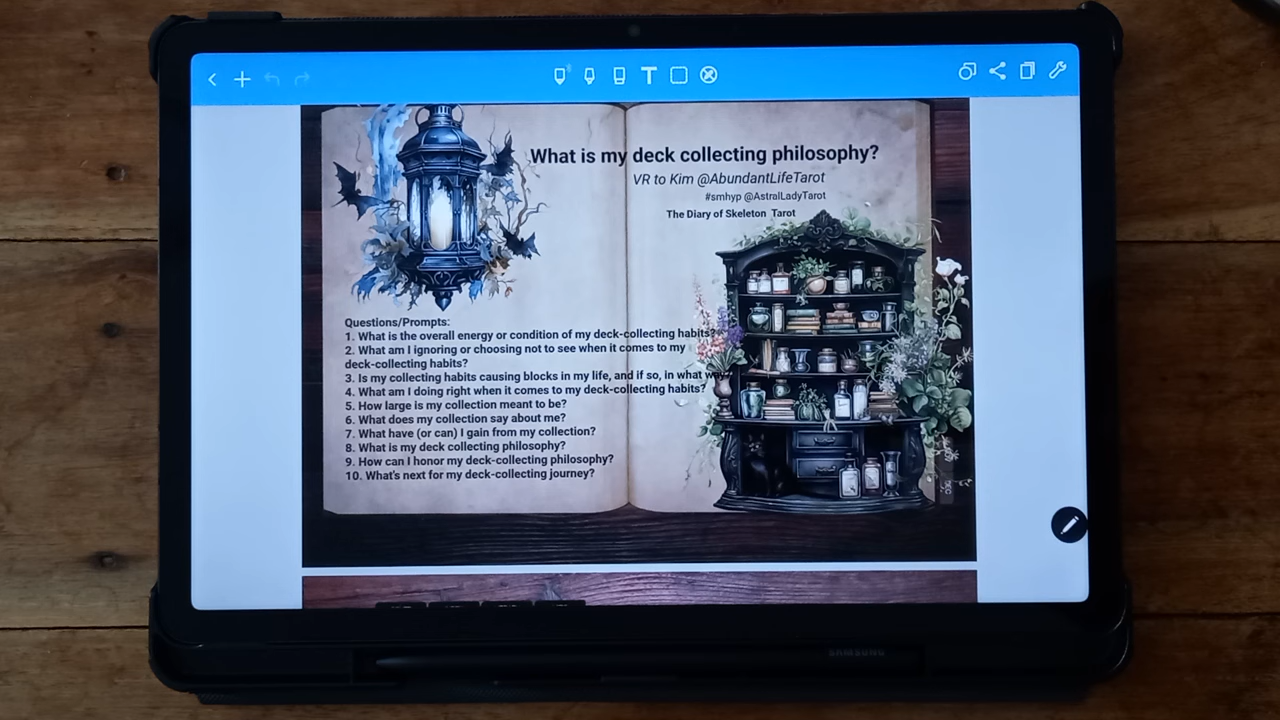 What is my deck collecting philosophy?
VR to Kim @AbundantLifeTarot
#smhyp @AstralLadyTarot
The Diary of Skeleton Tarot
Questions/Prompts:
1. What is the overall energy or condition of my deck-collecting habits?
2. What am I ignoring or choosing not to see when it comes to my
deck-collecting habits?
3. Is my collecting habits causing blocks in my life, and if so, in what way
4. What am I doing right when it comes to my deck-collecting habits?
5. How large is my collection meant to be?
6. What does my collection say about me?
7. What have (or can) I gain from my collection?
8. What is my deck collecting philosophy?
9. How can I honor my deck-collecting philosophy?
10. What's next for my deck-collecting journey?
SAMSUNG